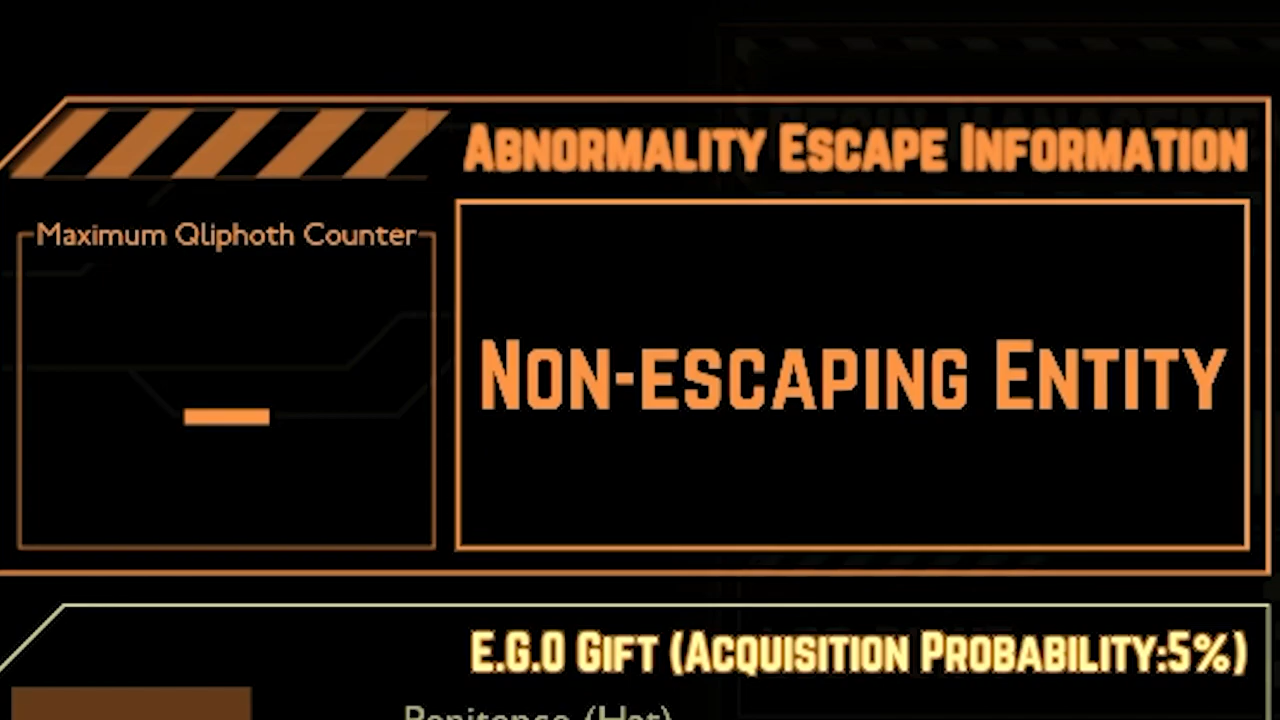 Abnormality Escape Information
Maximum Qliphoth Counter
-
Non-escaping Entity
E.G.O Gift (Acquisition Probability:5%)
Penitence (Hat)